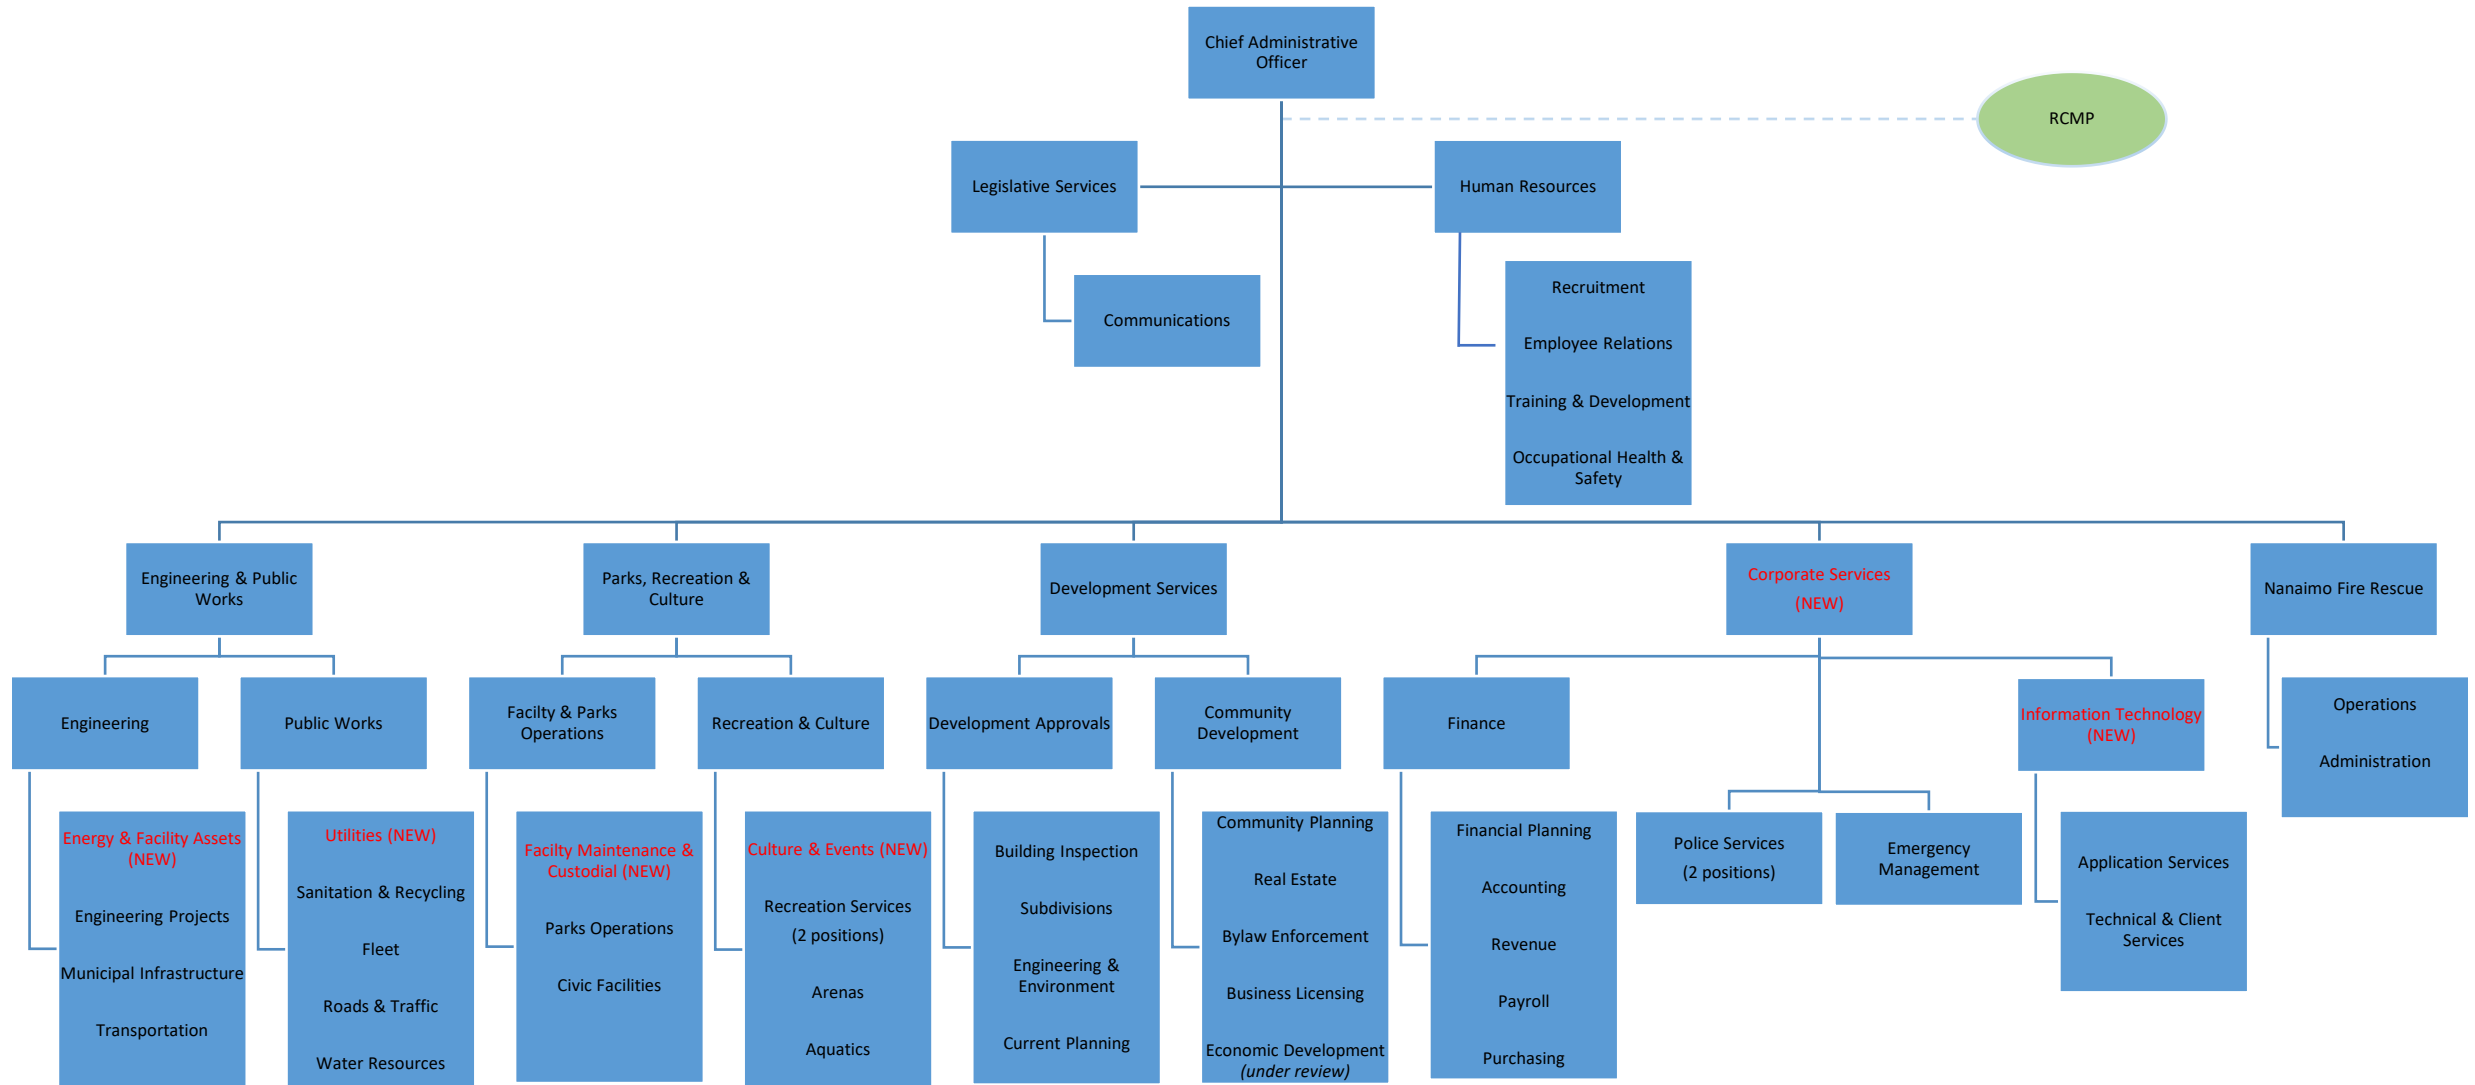 Chief Administrative
Officer
RCMP
Legislative Services
Human Resources
Communications
Recruitment
Employee Relations
Training & Development
Occupational Health &
Safety
Engineering & Public
Works
Parks, Recreation &
Culture
Development Services
Corporate Services
(NEW)
Nanaimo Fire Rescue
Engineering
Public Works
Facilty & Parks
Operations
Recreation & Culture
Development Approvals
Community
Development
Finance
Information Technology
(NEW)
Operations
Administration
Energy & Facility Assets
(NEW)
Engineering Projects
Municipal Infrastructure
Transportation
Utilities (NEW)
Sanitation & Recycling
Fleet
Roads & Traffic
Water Resources
Facilty Maintenance &
Custodial (NEW)
Parks Operations
Civic Facilities
Culture & Events (NEW)
Recreation Services
(2 positions)
Arenas
Aquatics
Building Inspection
Real Estate
Subdivisions
Engineering &
Environment
Current Planning
Community Planning
Bylaw Enforcement
Business Licensing
Economic Development
(under review)
Financial Planning
Accounting
Revenue
Payroll
Purchasing
Police Services
(2 positions)
Emergency
Management
Application Services
Technical & Client
Services